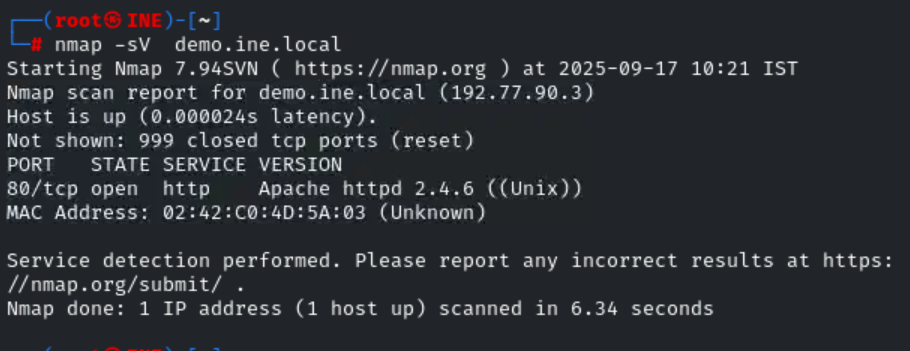 ┌──(root㉿INE)-[~]
└─# nmap -sV  demo.ine.local
Starting Nmap 7.94SVN ( https://nmap.org ) at 2025-09-17 10:21 IST
Nmap scan report for demo.ine.local (192.77.90.3)
Host is up (0.000024s latency).
Not shown: 999 closed tcp ports (reset)
PORT   STATE SERVICE VERSION
80/tcp open  http    Apache httpd 2.4.6 ((Unix))
MAC Address: 02:42:C0:4D:5A:03 (Unknown)

Service detection performed. Please report any incorrect results at https:
//nmap.org/submit/ .
Nmap done: 1 IP address (1 host up) scanned in 6.34 seconds